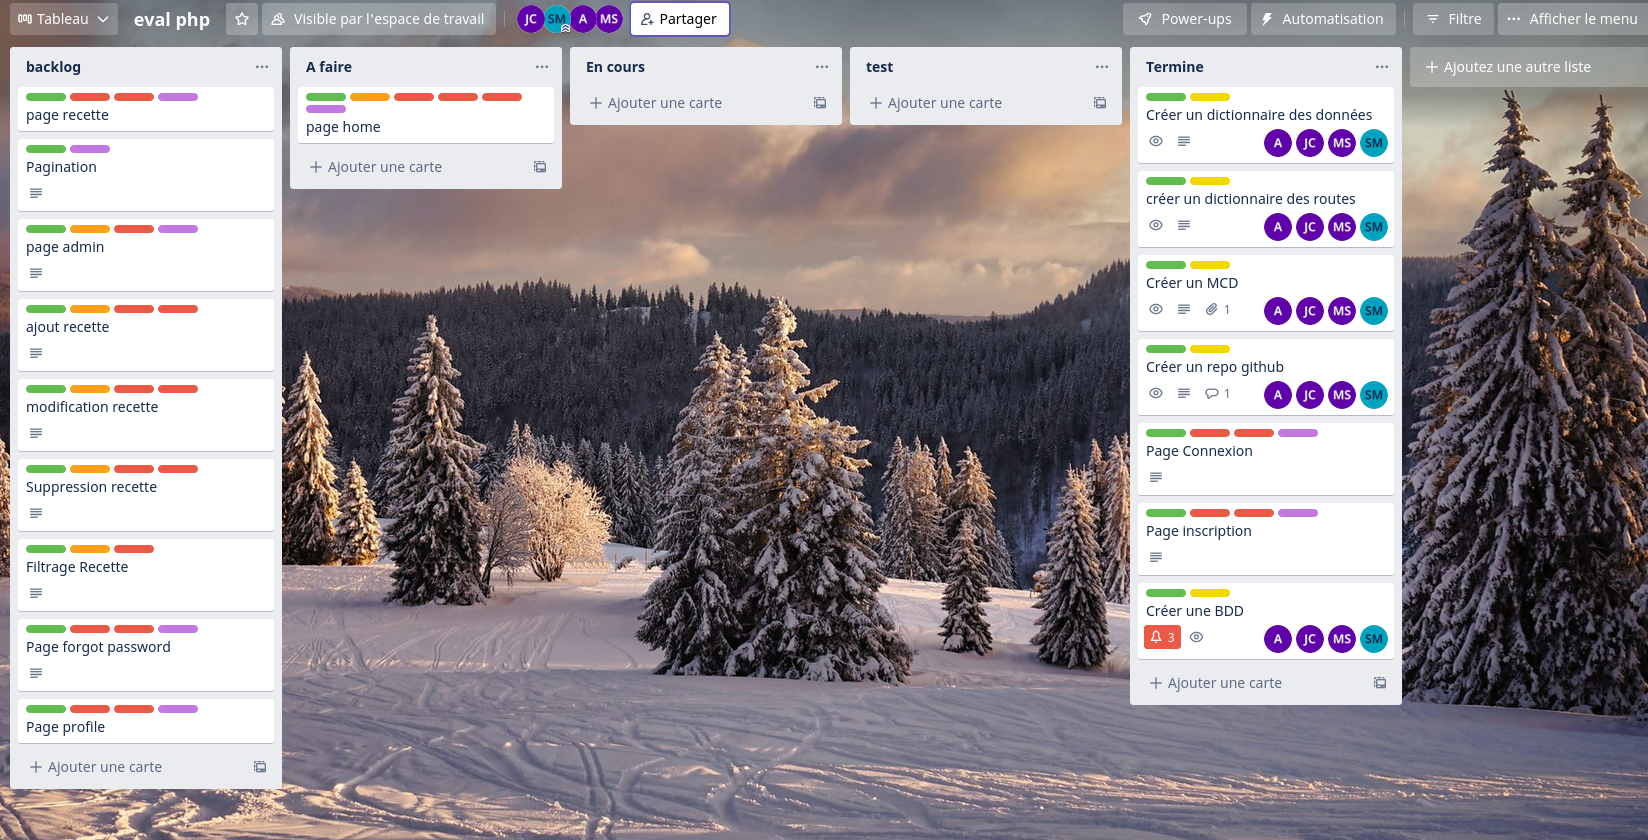 Tableau
eval php
Visible par l'espace de travail
JC SM A MS
Partager
Power-ups
Automatisation
Filtre
Afficher le menu
backlog
page recette
Pagination
page admin
ajout recette
modification recette
Suppression recette
Filtrage Recette
Page forgot password
Page profile
Ajouter une carte
A faire
page home
Ajouter une carte
En cours
Ajouter une carte
test
Ajouter une carte
Termine
Créer un dictionnaire des données
A JC MS SM
créer un dictionnaire des routes
A JC MS SM
Créer un MCD
1 A JC MS SM
Créer un repo github
1 A JC MS SM
Page Connexion
Page inscription
Créer une BDD
3 A JC MS SM
Ajouter une carte
Ajoutez une autre liste